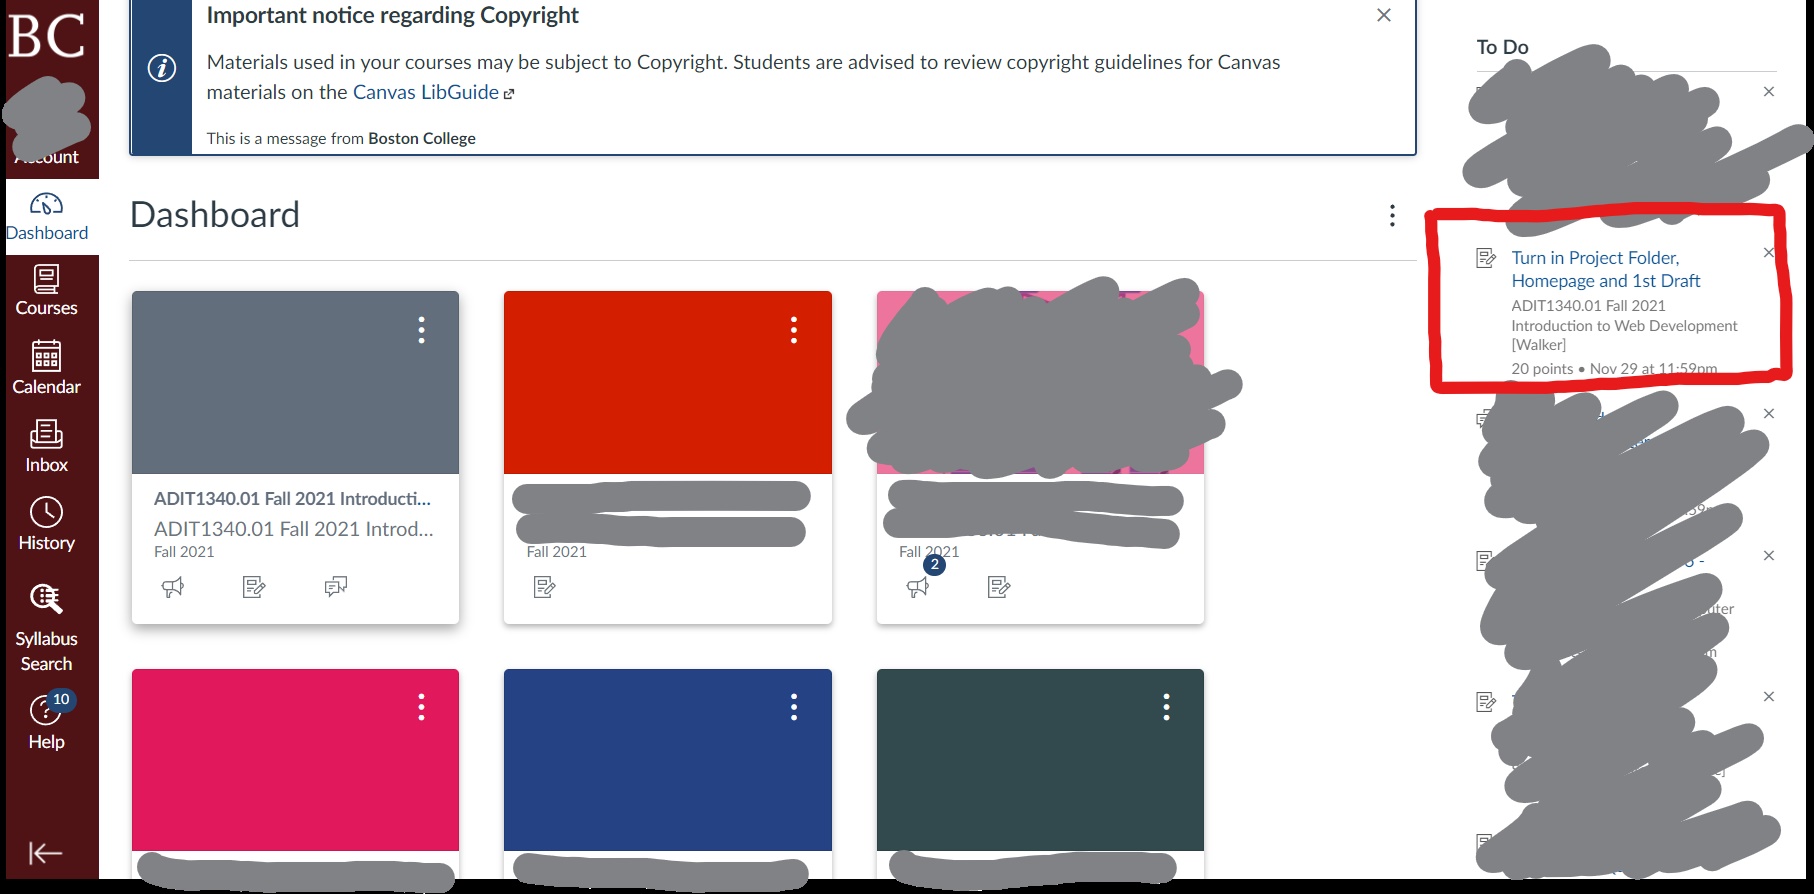 BC
Account
Dashboard
Courses
Calendar
Inbox
History
Syllabus
Search
10
Help
Important notice regarding Copyright
Materials used in your courses may be subject to Copyright. Students are advised to review copyright guidelines for Canvas
materials on the Canvas LibGuide
This is a message from Boston College
Dashboard
ADIT1340.01 Fall 2021 Introducti...
ADIT1340.01 Fall 2021 Introd...
Fall 2021
Fall 2021
Fall 2021
2
To Do
Turn in Project Folder,
Homepage and 1st Draft
ADIT1340.01 Fall 2021
Introduction to Web Development
[Walker]
20 points • Nov 29 at 11:59pm